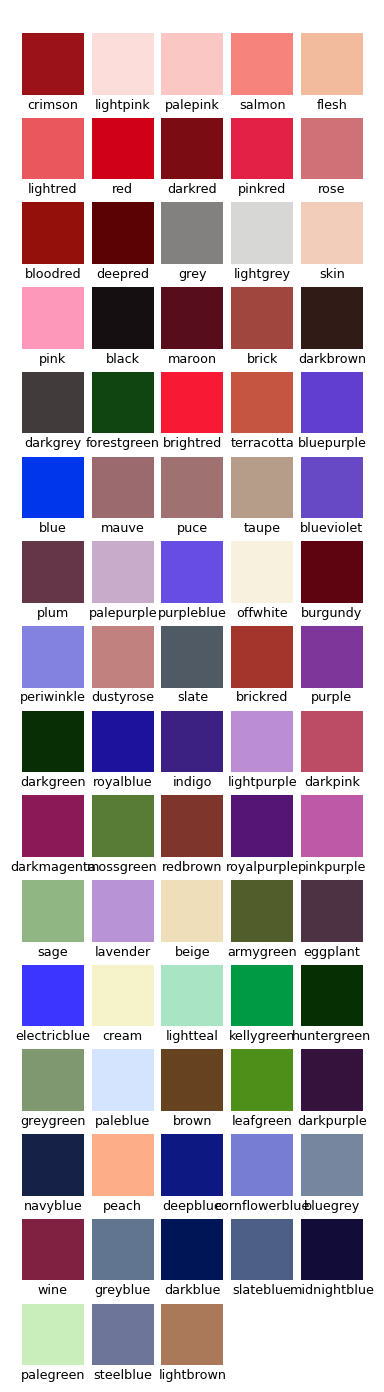 crimson lightpink palepink salmon flesh
lightred red darkred pinkred rose
bloodred deepred grey lightgrey skin
pink black maroon brick darkbrown
darkgrey forestgreen brightred terracotta bluepurple
blue mauve puce taupe blueviolet
plum palepurple purpleblue offwhite burgundy
periwinkle dustyrose slate brickred purple
darkgreen royalblue indigo lightpurple darkpink
darkmagenta mossgreen redbrown royalpurple pinkpurple
sage lavender beige armygreen eggplant
electricblue cream lightteal kellygreen huntergreen
greygreen paleblue brown leafgreen darkpurple
navyblue peach deepblue cornflowerblue bluegrey
wine greyblue darkblue slateblue midnightblue
palegreen steelblue lightbrown